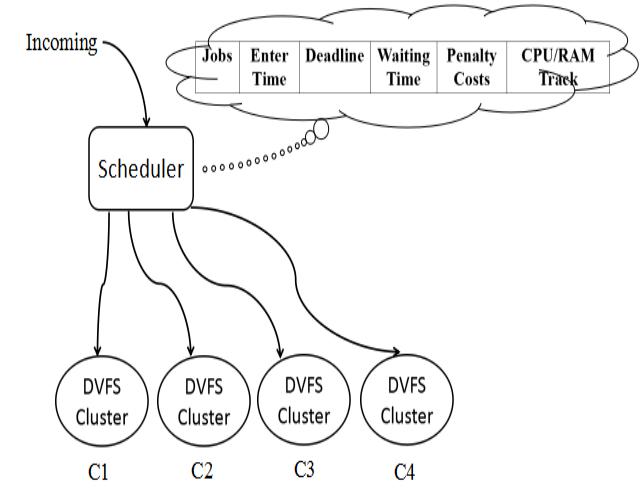 Incoming
Jobs Enter Time Deadline Waiting Time Penalty Costs CPU/RAM Track
Scheduler
DVFS Cluster
DVFS Cluster
DVFS Cluster
DVFS Cluster
C1 C2 C3 C4